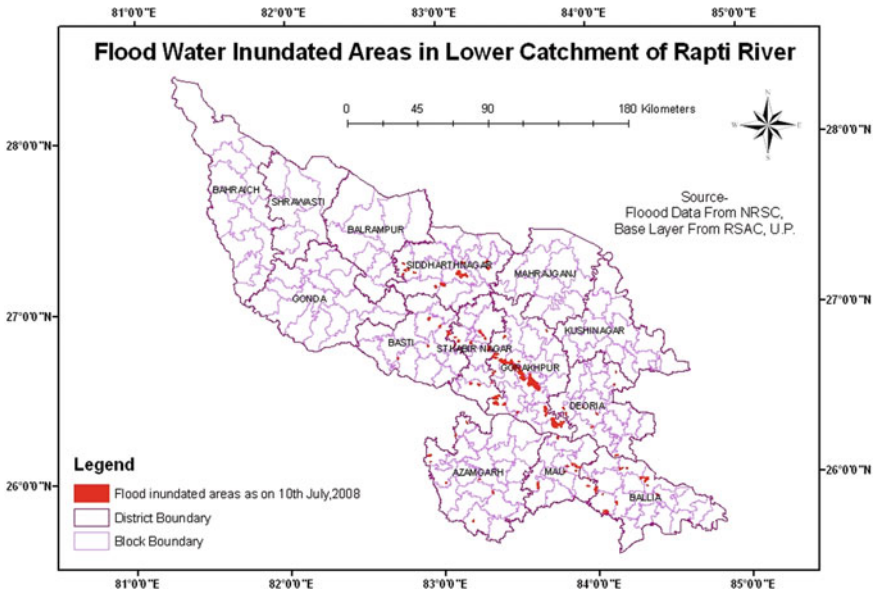 81°0'0"E 82°0'0"E 83°0'0"E 84°0'0"E 85°0'0"E
Flood Water Inundated Areas in Lower Catchment of Rapti River
0 45 90 180 Kilometers
N
W E
S
28°0'0"N 28°0'0"N
Source-
Floood Data From NRSC,
Base Layer From RSAC, U.P.
BAHRAICH
SHRAWASTI
BALRAMPUR
SIDDHARTHNAGAR
MAHRAJGANJ
GONDA
27°0'0"N 27°0'0"N
KUSHINAGAR
BASTI
ST.KABIR NAGAR
GORAKHPUR
DEORIA
AZAMGARH
MAU
BALLIA
26°0'0"N 26°0'0"N
Legend
Flood inundated areas as on 10th July,2008
District Boundary
Block Boundary
81°0'0"E 82°0'0"E 83°0'0"E 84°0'0"E 85°0'0"E